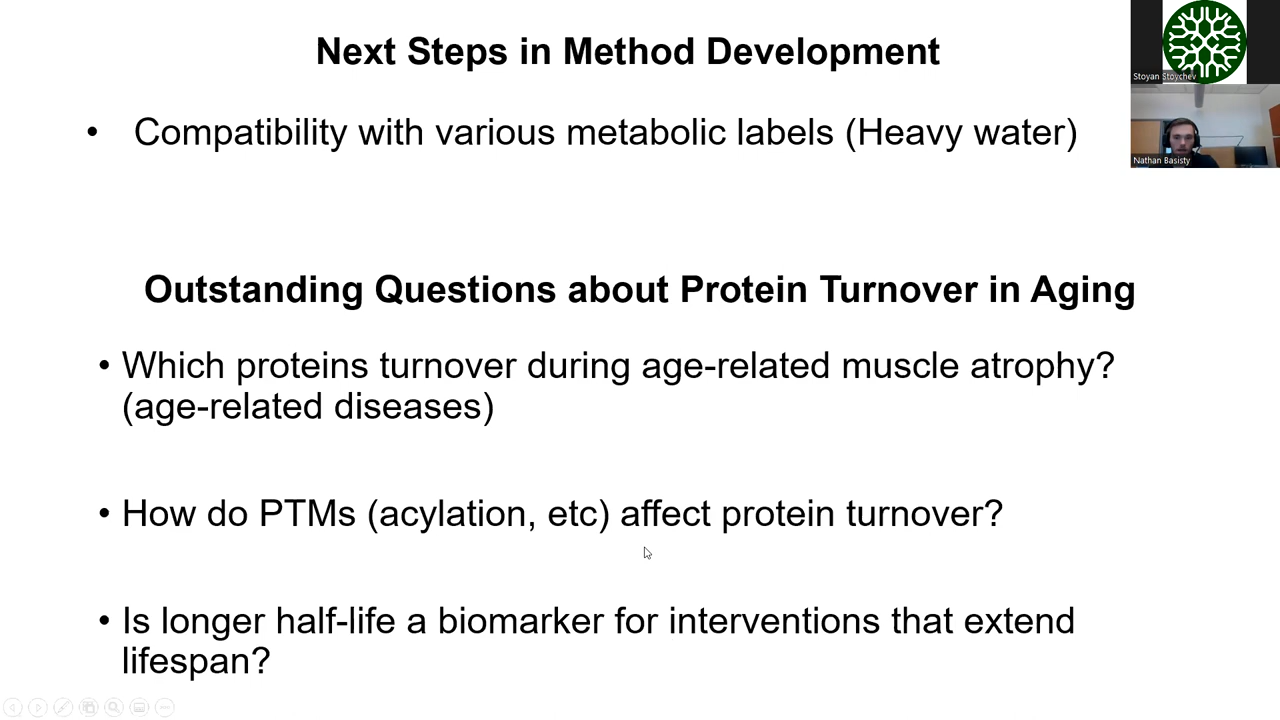 Next Steps in Method Development
• Compatibility with various metabolic labels (Heavy water)
Outstanding Questions about Protein Turnover in Aging
• Which proteins turnover during age-related muscle atrophy?
(age-related diseases)
• How do PTMs (acylation, etc) affect protein turnover?
• Is longer half-life a biomarker for interventions that extend
lifespan?
Stoyan Stoychev
Nathan Basisty